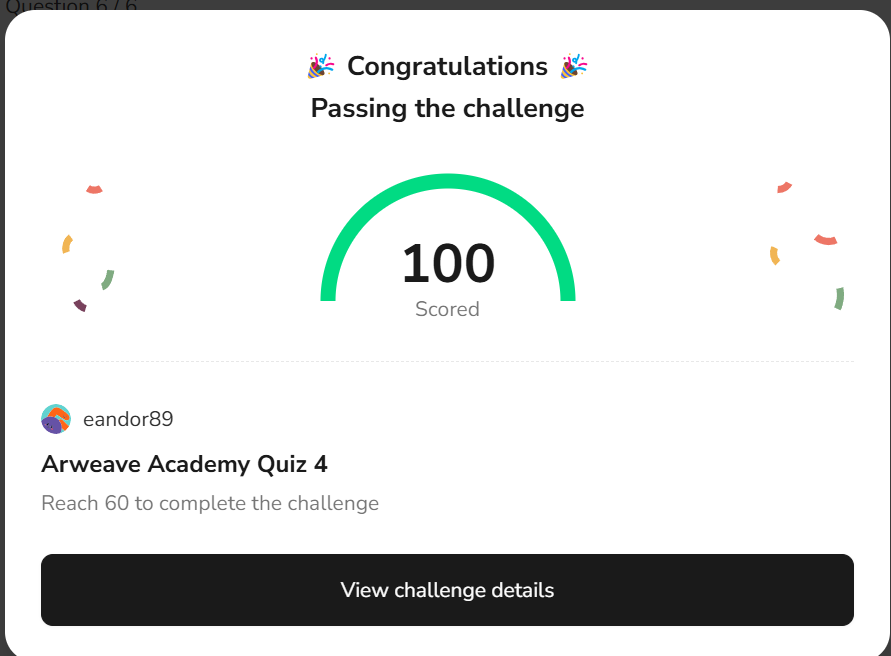 Question 6 / 6
Congratulations
Passing the challenge
100
Scored
eandor89
Arweave Academy Quiz 4
Reach 60 to complete the challenge
View challenge details